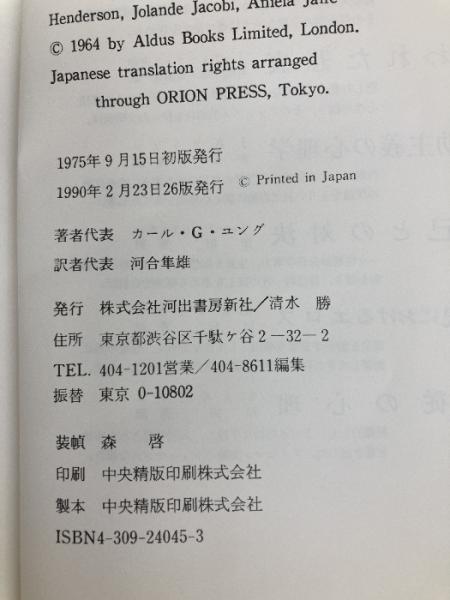 Henderson, Jolande Jacobi, Aniela Jaffé
© 1964 by Aldus Books Limited, London.
Japanese translation rights arranged
through ORION PRESS, Tokyo.
1975年9月15日初版発行
1990年2月23日26版発行 © Printed in Japan
著者代表 カール・G・ユング
訳者代表 河合隼雄
発行 株式会社河出書房新社／清水 勝
住所 東京都渋谷区千駄ケ谷2－32－2
TEL. 404-1201営業／404-8611編集
振替 東京 0-10802
装幀 森 啓
印刷 中央精版印刷株式会社
製本 中央精版印刷株式会社
ISBN4-309-24045-3